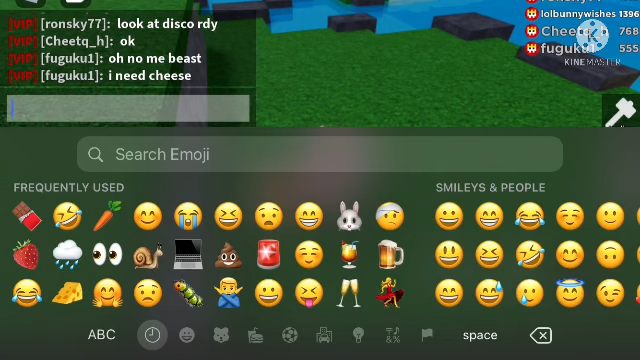 [VIP] [ronsky77]: look at disco rdy
[VIP] [Cheetq_h]: ok
[VIP] [fuguku1]: oh no me beast
[VIP] [fuguku1]: i need cheese
lolbunnywishes 1396
Cheetq_h 768
fuguku1 555
KINEMASTER
Search Emoji
FREQUENTLY USED
SMILEYS & PEOPLE
ABC
space